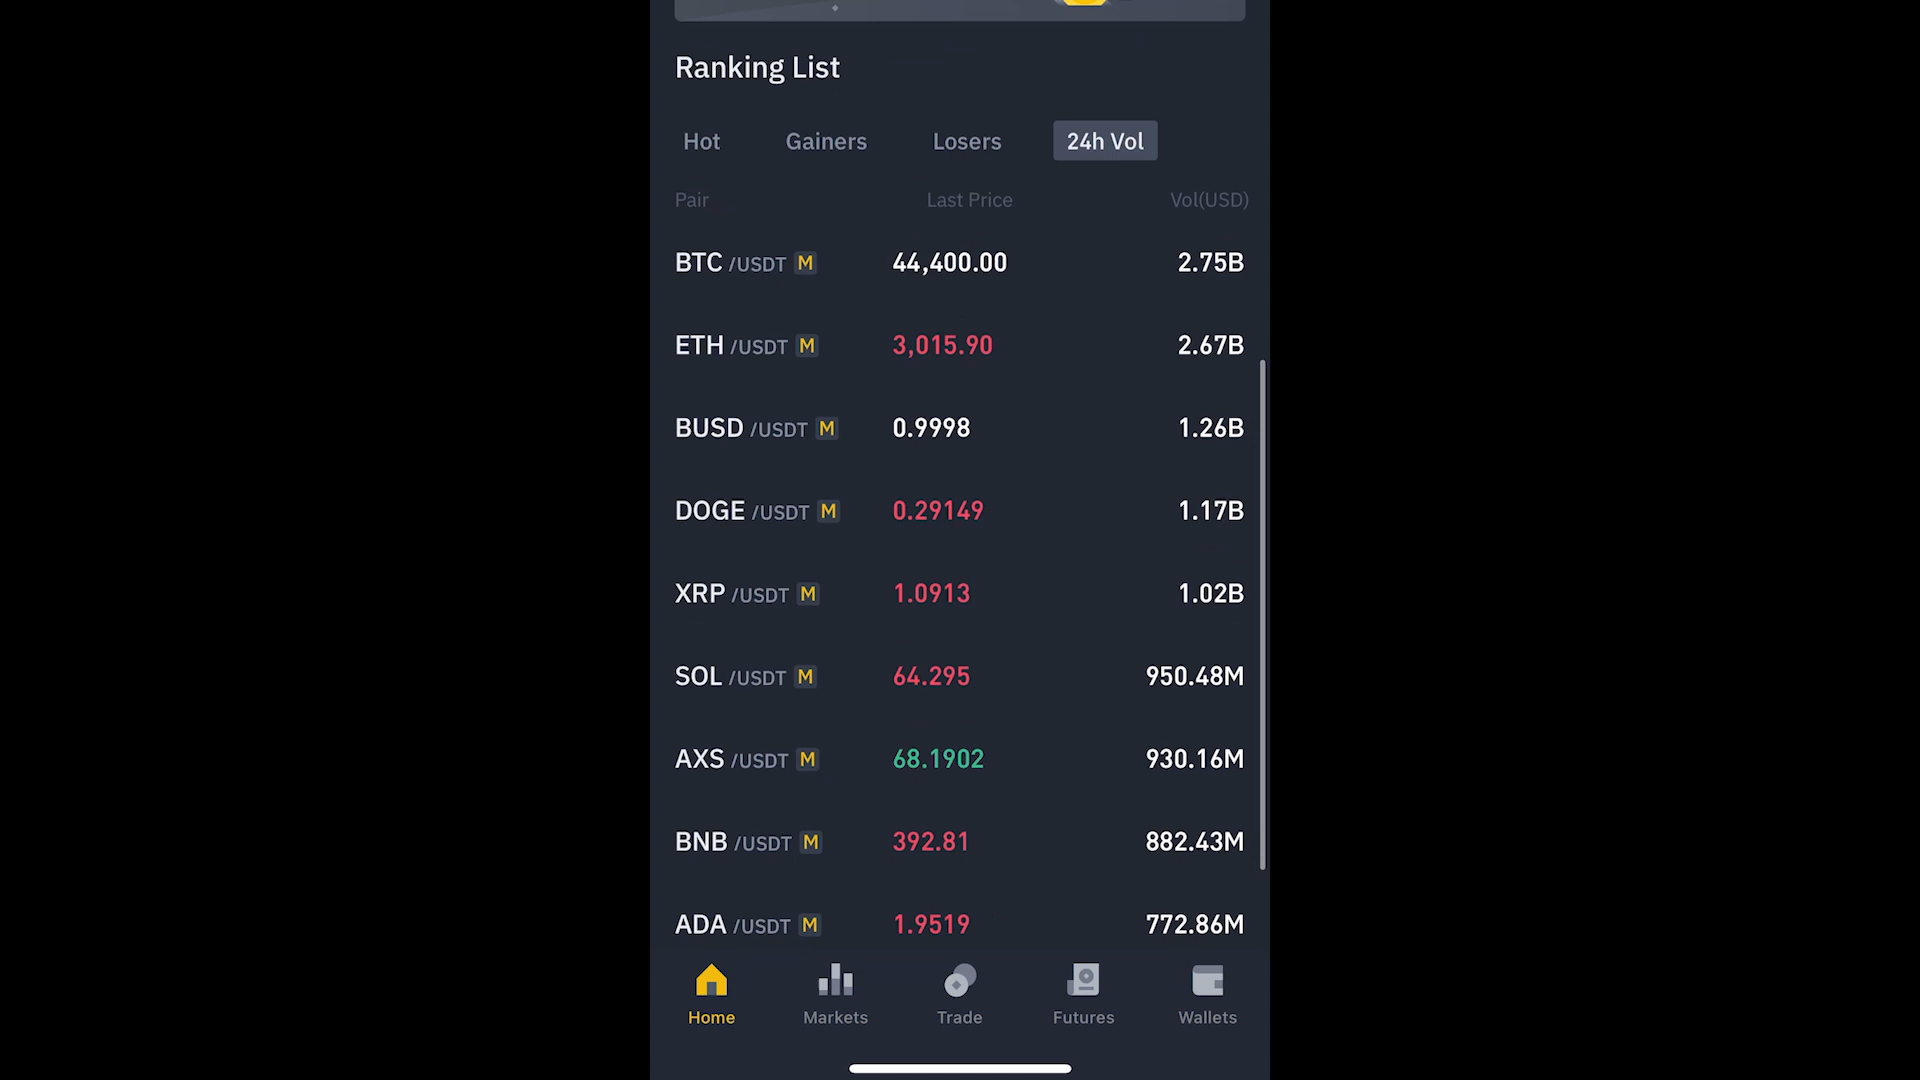 Ranking List
Hot Gainers Losers 24h Vol
Pair Last Price Vol(USD)
BTC /USDT M 44,400.00 2.75B
ETH /USDT M 3,015.90 2.67B
BUSD /USDT M 0.9998 1.26B
DOGE /USDT M 0.29149 1.17B
XRP /USDT M 1.0913 1.02B
SOL /USDT M 64.295 950.48M
AXS /USDT M 68.1902 930.16M
BNB /USDT M 392.81 882.43M
ADA /USDT M 1.9519 772.86M
Home Markets Trade Futures Wallets